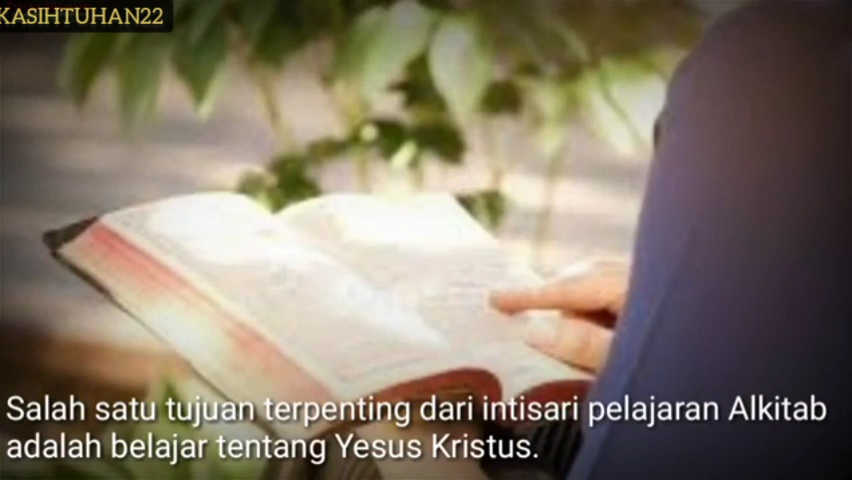 KASIHTUHAN22
Salah satu tujuan terpenting dari intisari pelajaran Alkitab
adalah belajar tentang Yesus Kristus.